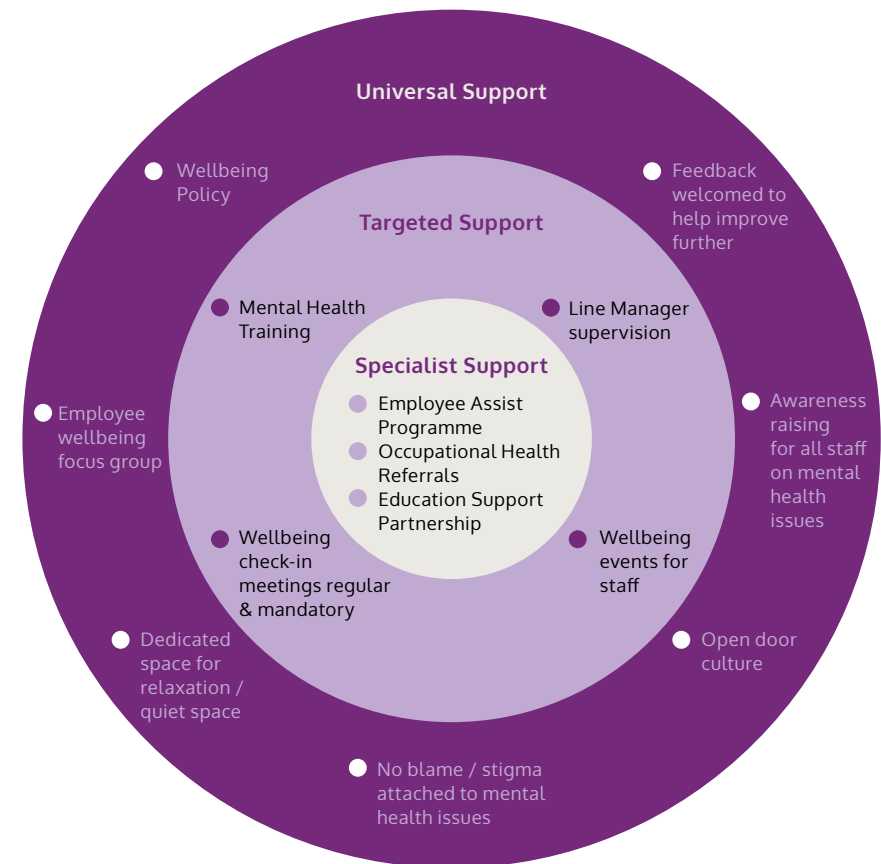 Universal Support
Wellbeing
Policy
Feedback
welcomed to
help improve
further
Targeted Support
Mental Health
Training
Line Manager
supervision
Specialist Support
Employee Assist
Programme
Occupational Health
Referrals
Education Support
Partnership
Employee
wellbeing
focus group
Awareness
raising
for all staff
on mental
health
issues
Wellbeing
check-in
meetings regular
& mandatory
Wellbeing
events for
staff
Dedicated
space for
relaxation /
quiet space
Open door
culture
No blame / stigma
attached to mental
health issues